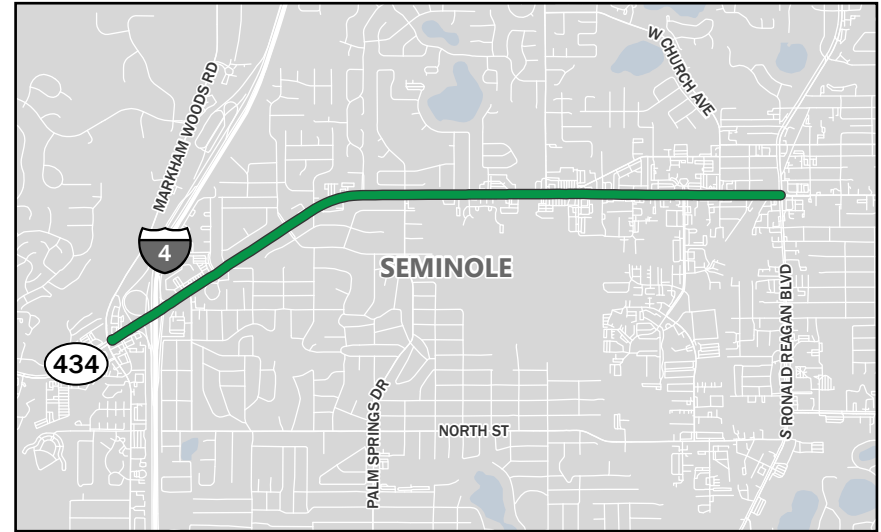 W CHURCH AVE
MARKHAM WOODS RD
4
SEMINOLE
S RONALD REAGAN BLVD
434
PALM SPRINGS DR
NORTH ST